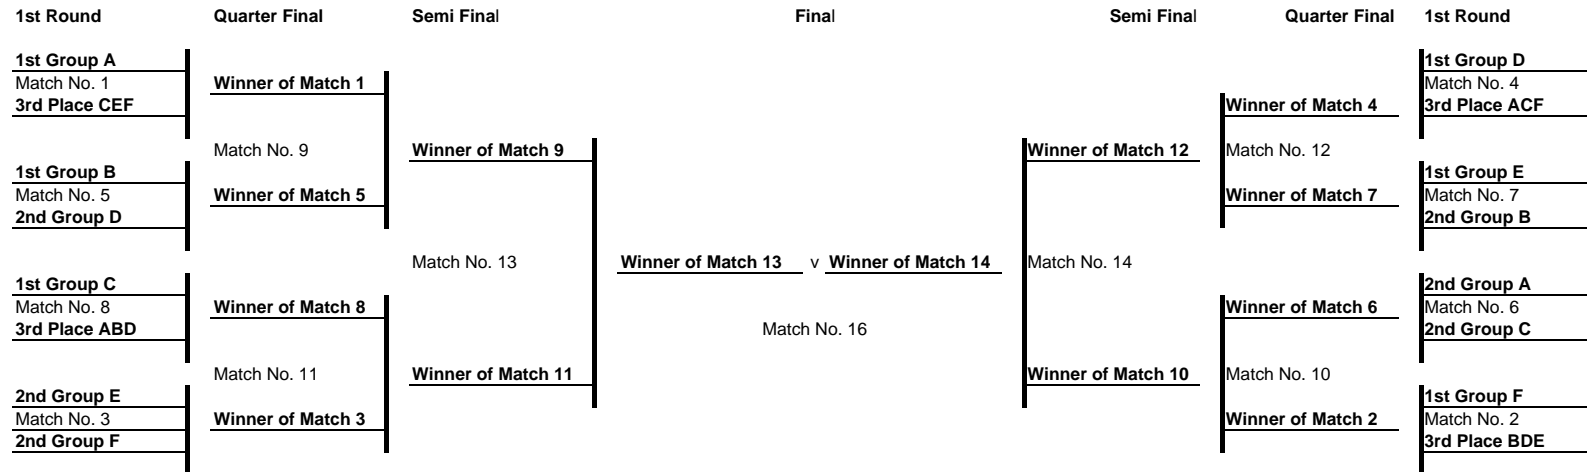 1st Round Quarter Final Semi Final Final Semi Final Quarter Final 1st Round
1st Group A 1st Group D
Match No. 1 Winner of Match 1 Match No. 4
3rd Place CEF Winner of Match 4 3rd Place ACF
Match No. 9 Winner of Match 9 Winner of Match 12 Match No. 12
1st Group B 1st Group E
Match No. 5 Winner of Match 5 Winner of Match 7 Match No. 7
2nd Group D 2nd Group B
Match No. 13 Winner of Match 13 v Winner of Match 14 Match No. 14
1st Group C 2nd Group A
Match No. 8 Winner of Match 8 Winner of Match 6 Match No. 6
3rd Place ABD Match No. 16 2nd Group C
Match No. 11 Winner of Match 11 Winner of Match 10 Match No. 10
2nd Group E 1st Group F
Match No. 3 Winner of Match 3 Winner of Match 2 Match No. 2
2nd Group F 3rd Place BDE